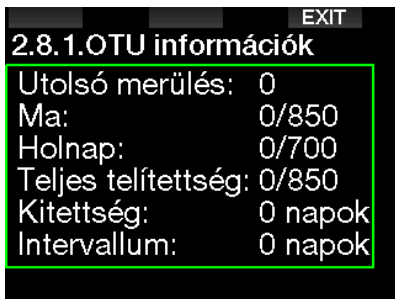 EXIT
2.8.1.OTU információk
Utolsó merülés: 0
Ma: 0/850
Holnap: 0/700
Teljes telítettség: 0/850
Kitettség: 0 napok
Intervallum: 0 napok